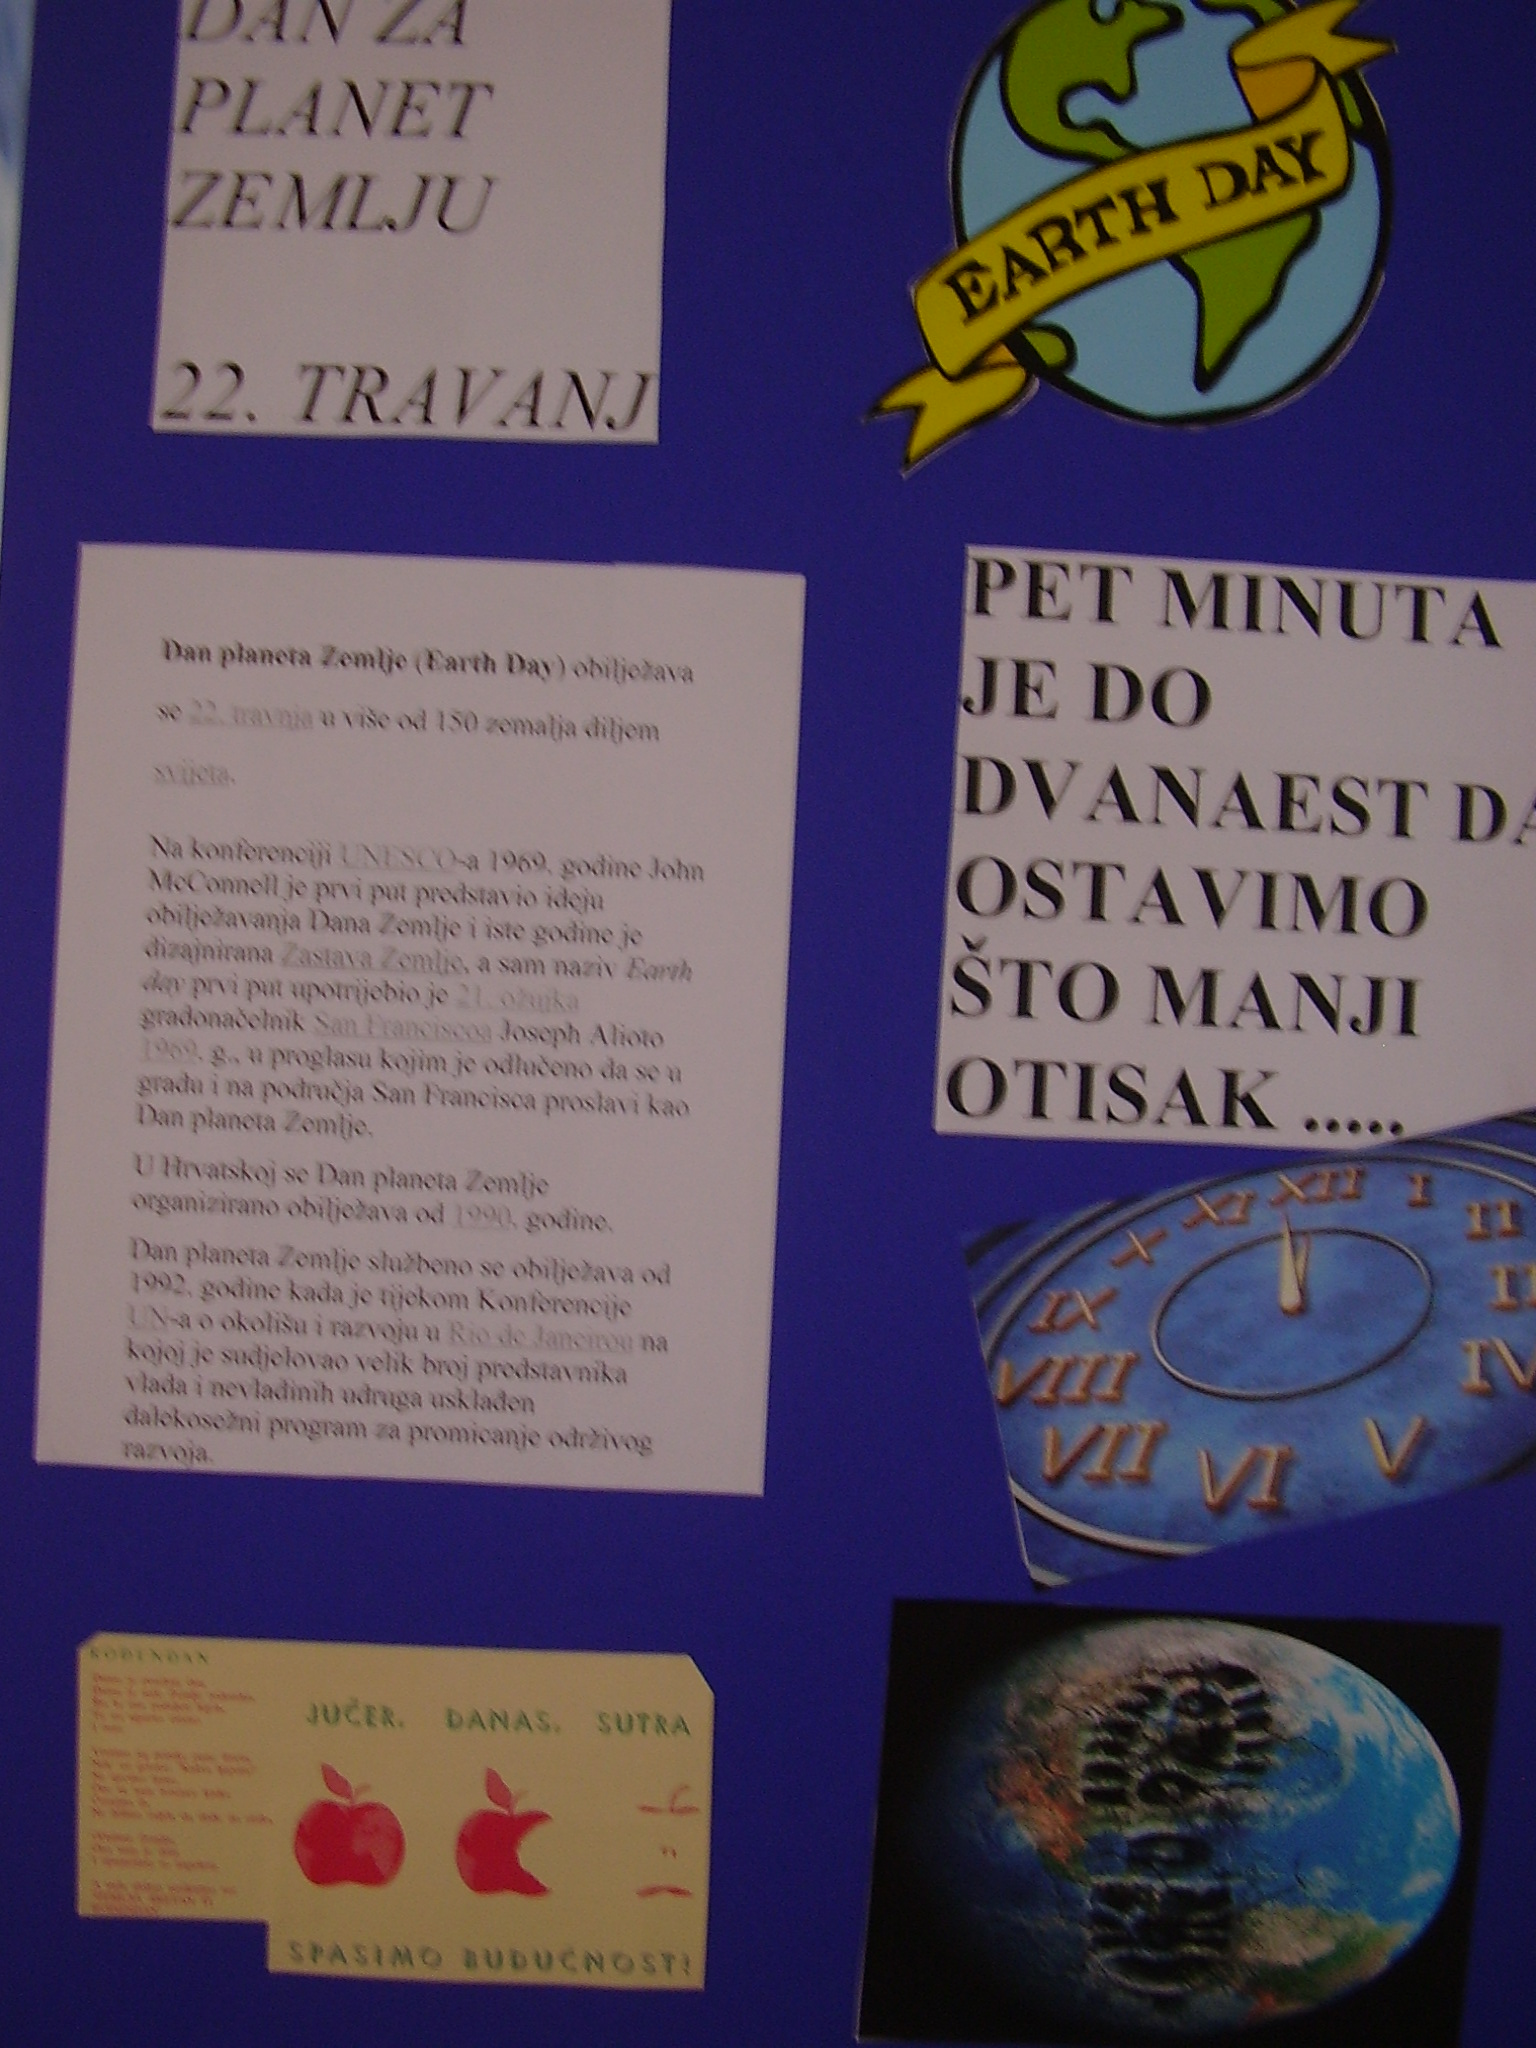 DAN ZA
PLANET
ZEMLJU
22. TRAVANJ
EARTH DAY
Dan planeta Zemlje (Earth Day) obilježava
se 22. travnja u više od 150 zemalja diljem
svijeta.
Na konferenciji UNESCO-a 1969. godine John
McConnell je prvi put predstavio ideju
obilježavanja Dana Zemlje i iste godine je
dizajnirana Zastava Zemlje, a sam naziv Earth
day prvi put upotrijebio je 21. ožujka
gradonačelnik San Franciscoa Joseph Alioto
1969. g., u proglasu kojim je odlučeno da se u
gradu i na područja San Francisca proslavi kao
Dan planeta Zemlje.
U Hrvatskoj se Dan planeta Zemlje
organizirano obilježava od 1990. godine.
Dan planeta Zemlje službeno se obilježava od
1992. godine kada je tijekom Konferencije
UN-a o okolišu i razvoju u Rio de Janeirou na
kojoj je sudjelovao velik broj predstavnika
vlada i nevladinih udruga usklađen
dalekosežni program za promicanje održivog
razvoja.
PET MINUTA
JE DO
DVANAEST DA
OSTAVIMO
ŠTO MANJI
OTISAK .....
XI XII I
X II
IX
VIII IV
VII VI V
ROĐENDAN
JUČER. DANAS. SUTRA
SPASIMO BUDUĆNOST!